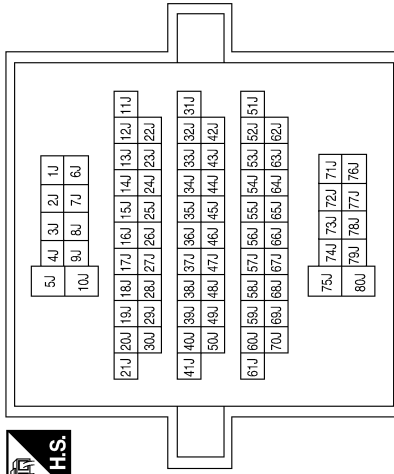 H.S.
5J 4J 3J 2J 1J
10J 9J 8J 7J 6J
21J 20J 19J 18J 17J 16J 15J 14J 13J 12J 11J
30J 29J 28J 27J 26J 25J 24J 23J 22J
41J 40J 39J 38J 37J 36J 35J 34J 33J 32J 31J
50J 49J 48J 47J 46J 45J 44J 43J 42J
61J 60J 59J 58J 57J 56J 55J 54J 53J 52J 51J
70J 69J 68J 67J 66J 65J 64J 63J 62J
75J 74J 73J 72J 71J
80J 79J 78J 77J 76J